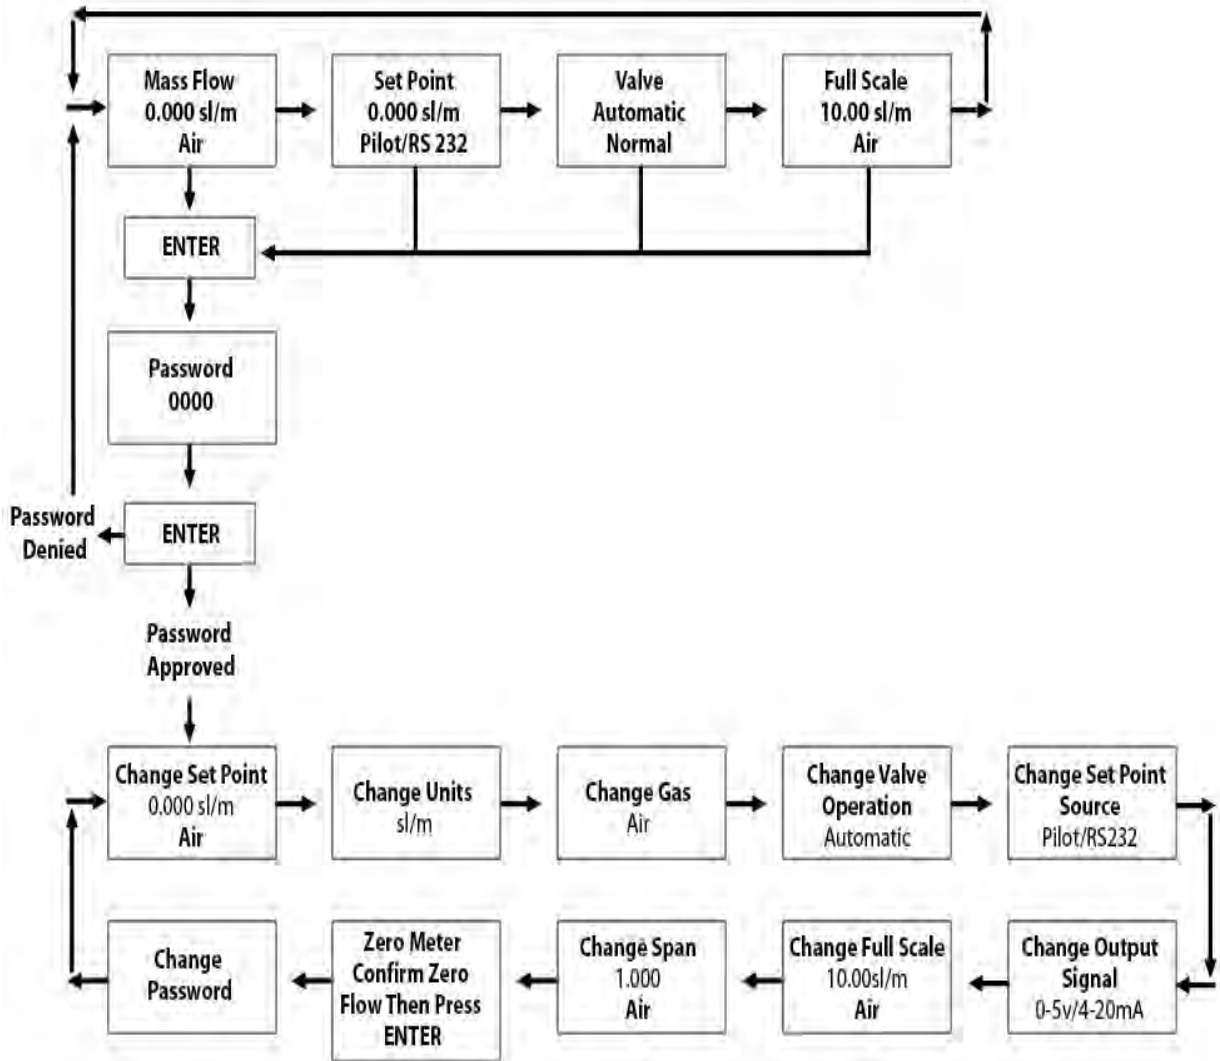 Mass Flow
0.000 sl/m
Air
Set Point
0.000 sl/m
Pilot/RS 232
Valve
Automatic
Normal
Full Scale
10.00 sl/m
Air
ENTER
Password
0000
Password
Denied
ENTER
Password
Approved
Change Set Point
0.000 sl/m
Air
Change Units
sl/m
Change Gas
Air
Change Valve
Operation
Automatic
Change Set Point
Source
Pilot/RS232
Change
Password
Zero Meter
Confirm Zero
Flow Then Press
ENTER
Change Span
1.000
Air
Change Full Scale
10.00sl/m
Air
Change Output
Signal
0-5v/4-20mA